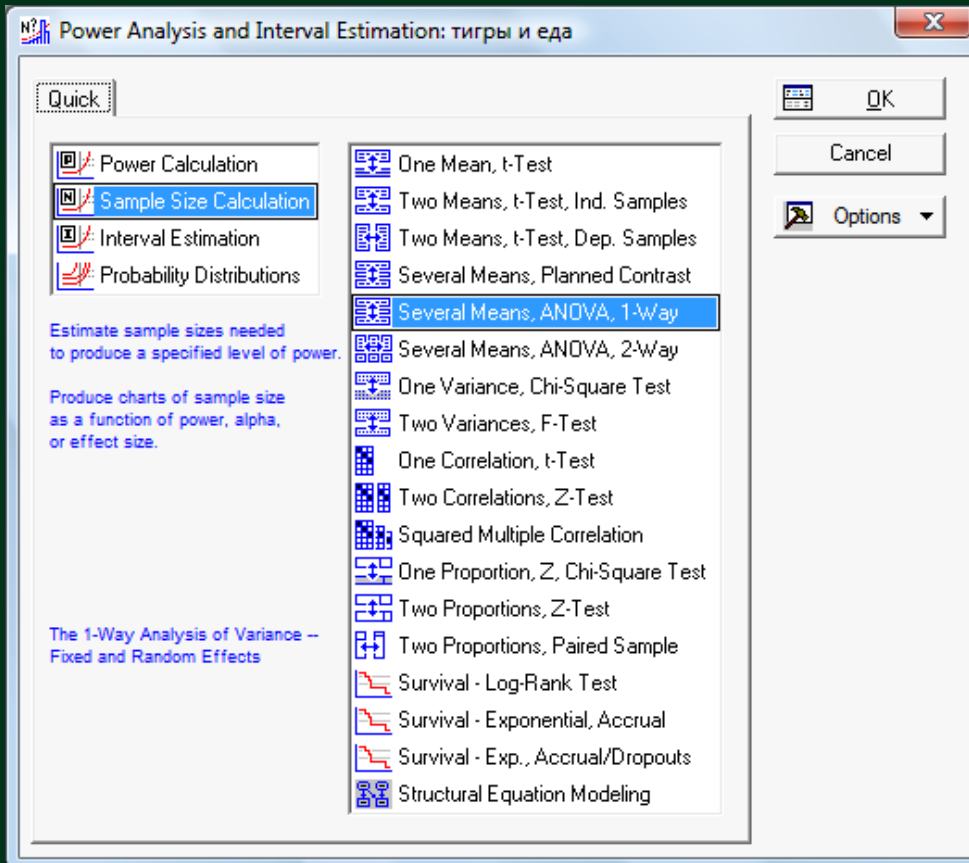 Power Analysis and Interval Estimation: тигры и еда
Quick
OK
Cancel
Options
Power Calculation
Sample Size Calculation
Interval Estimation
Probability Distributions
Estimate sample sizes needed
to produce a specified level of power.
Produce charts of sample size
as a function of power, alpha,
or effect size.
The 1-Way Analysis of Variance --
Fixed and Random Effects
One Mean, t-Test
Two Means, t-Test, Ind. Samples
Two Means, t-Test, Dep. Samples
Several Means, Planned Contrast
Several Means, ANOVA, 1-Way
Several Means, ANOVA, 2-Way
One Variance, Chi-Square Test
Two Variances, F-Test
One Correlation, t-Test
Two Correlations, Z-Test
Squared Multiple Correlation
One Proportion, Z, Chi-Square Test
Two Proportions, Z-Test
Two Proportions, Paired Sample
Survival - Log-Rank Test
Survival - Exponential, Accrual
Survival - Exp., Accrual/Dropouts
Structural Equation Modeling